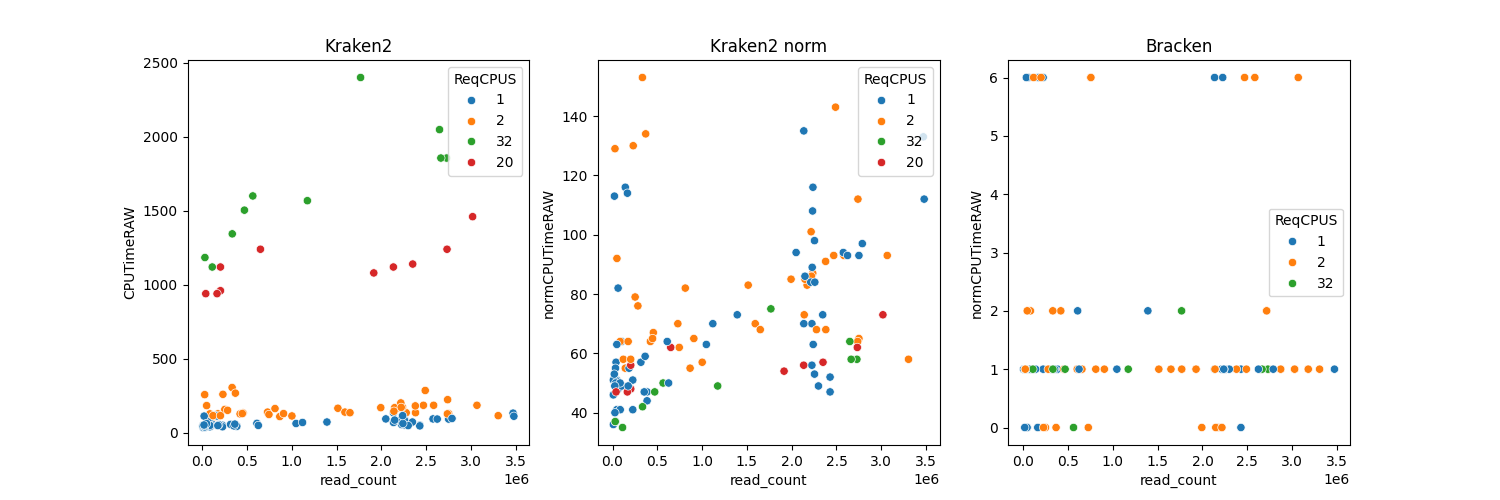 Kraken2
CPUTimeRAW
2500
2000
1500
1000
500
0
ReqCPUS
1
2
32
20
0.0 0.5 1.0 1.5 2.0 2.5 3.0 3.5
1e6
read_count
Kraken2 norm
normCPUTimeRAW
140
120
100
80
60
40
ReqCPUS
1
2
32
20
0.0 0.5 1.0 1.5 2.0 2.5 3.0 3.5
1e6
read_count
Bracken
normCPUTimeRAW
6
5
4
3
2
1
0
ReqCPUS
1
2
32
0.0 0.5 1.0 1.5 2.0 2.5 3.0 3.5
1e6
read_count